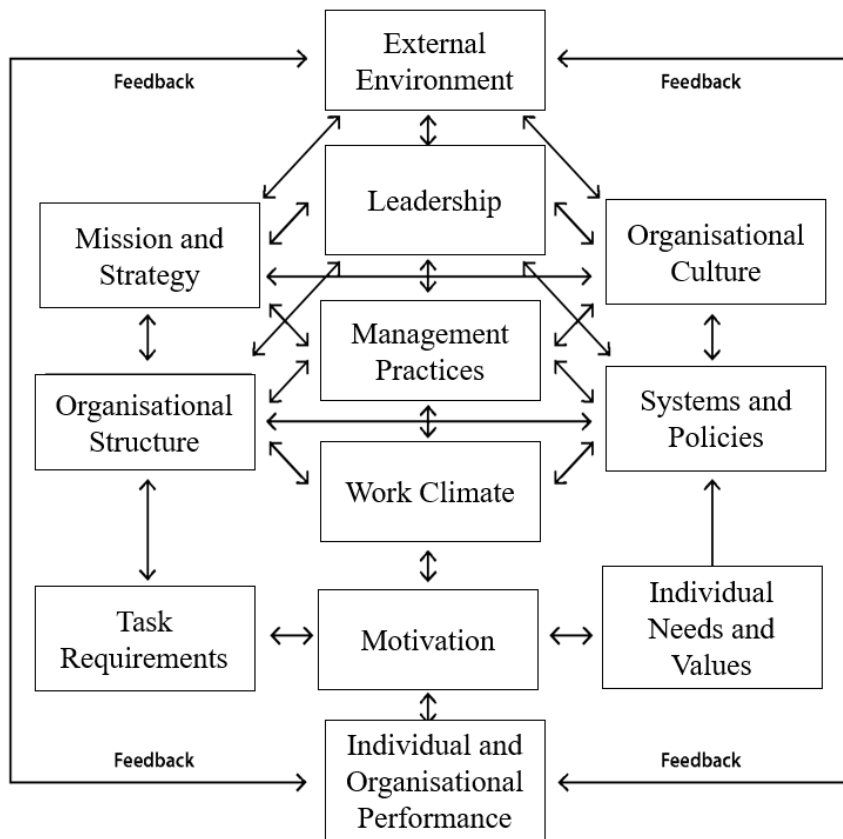 External
Environment
Feedback
Feedback
Leadership
Mission and
Strategy
Organisational
Culture
Management
Practices
Organisational
Structure
Systems and
Policies
Work Climate
Task
Requirements
Motivation
Individual
Needs and
Values
Feedback
Individual and
Organisational
Performance
Feedback